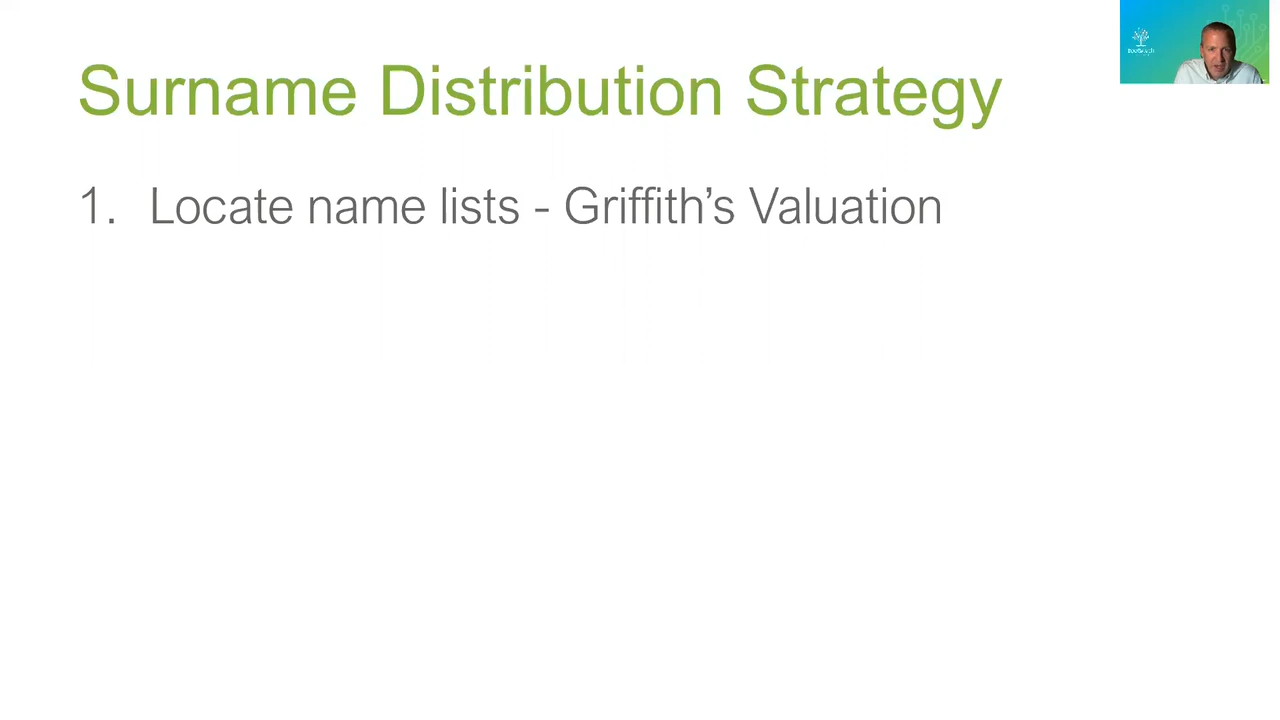 Surname Distribution Strategy
1. Locate name lists - Griffith’s Valuation